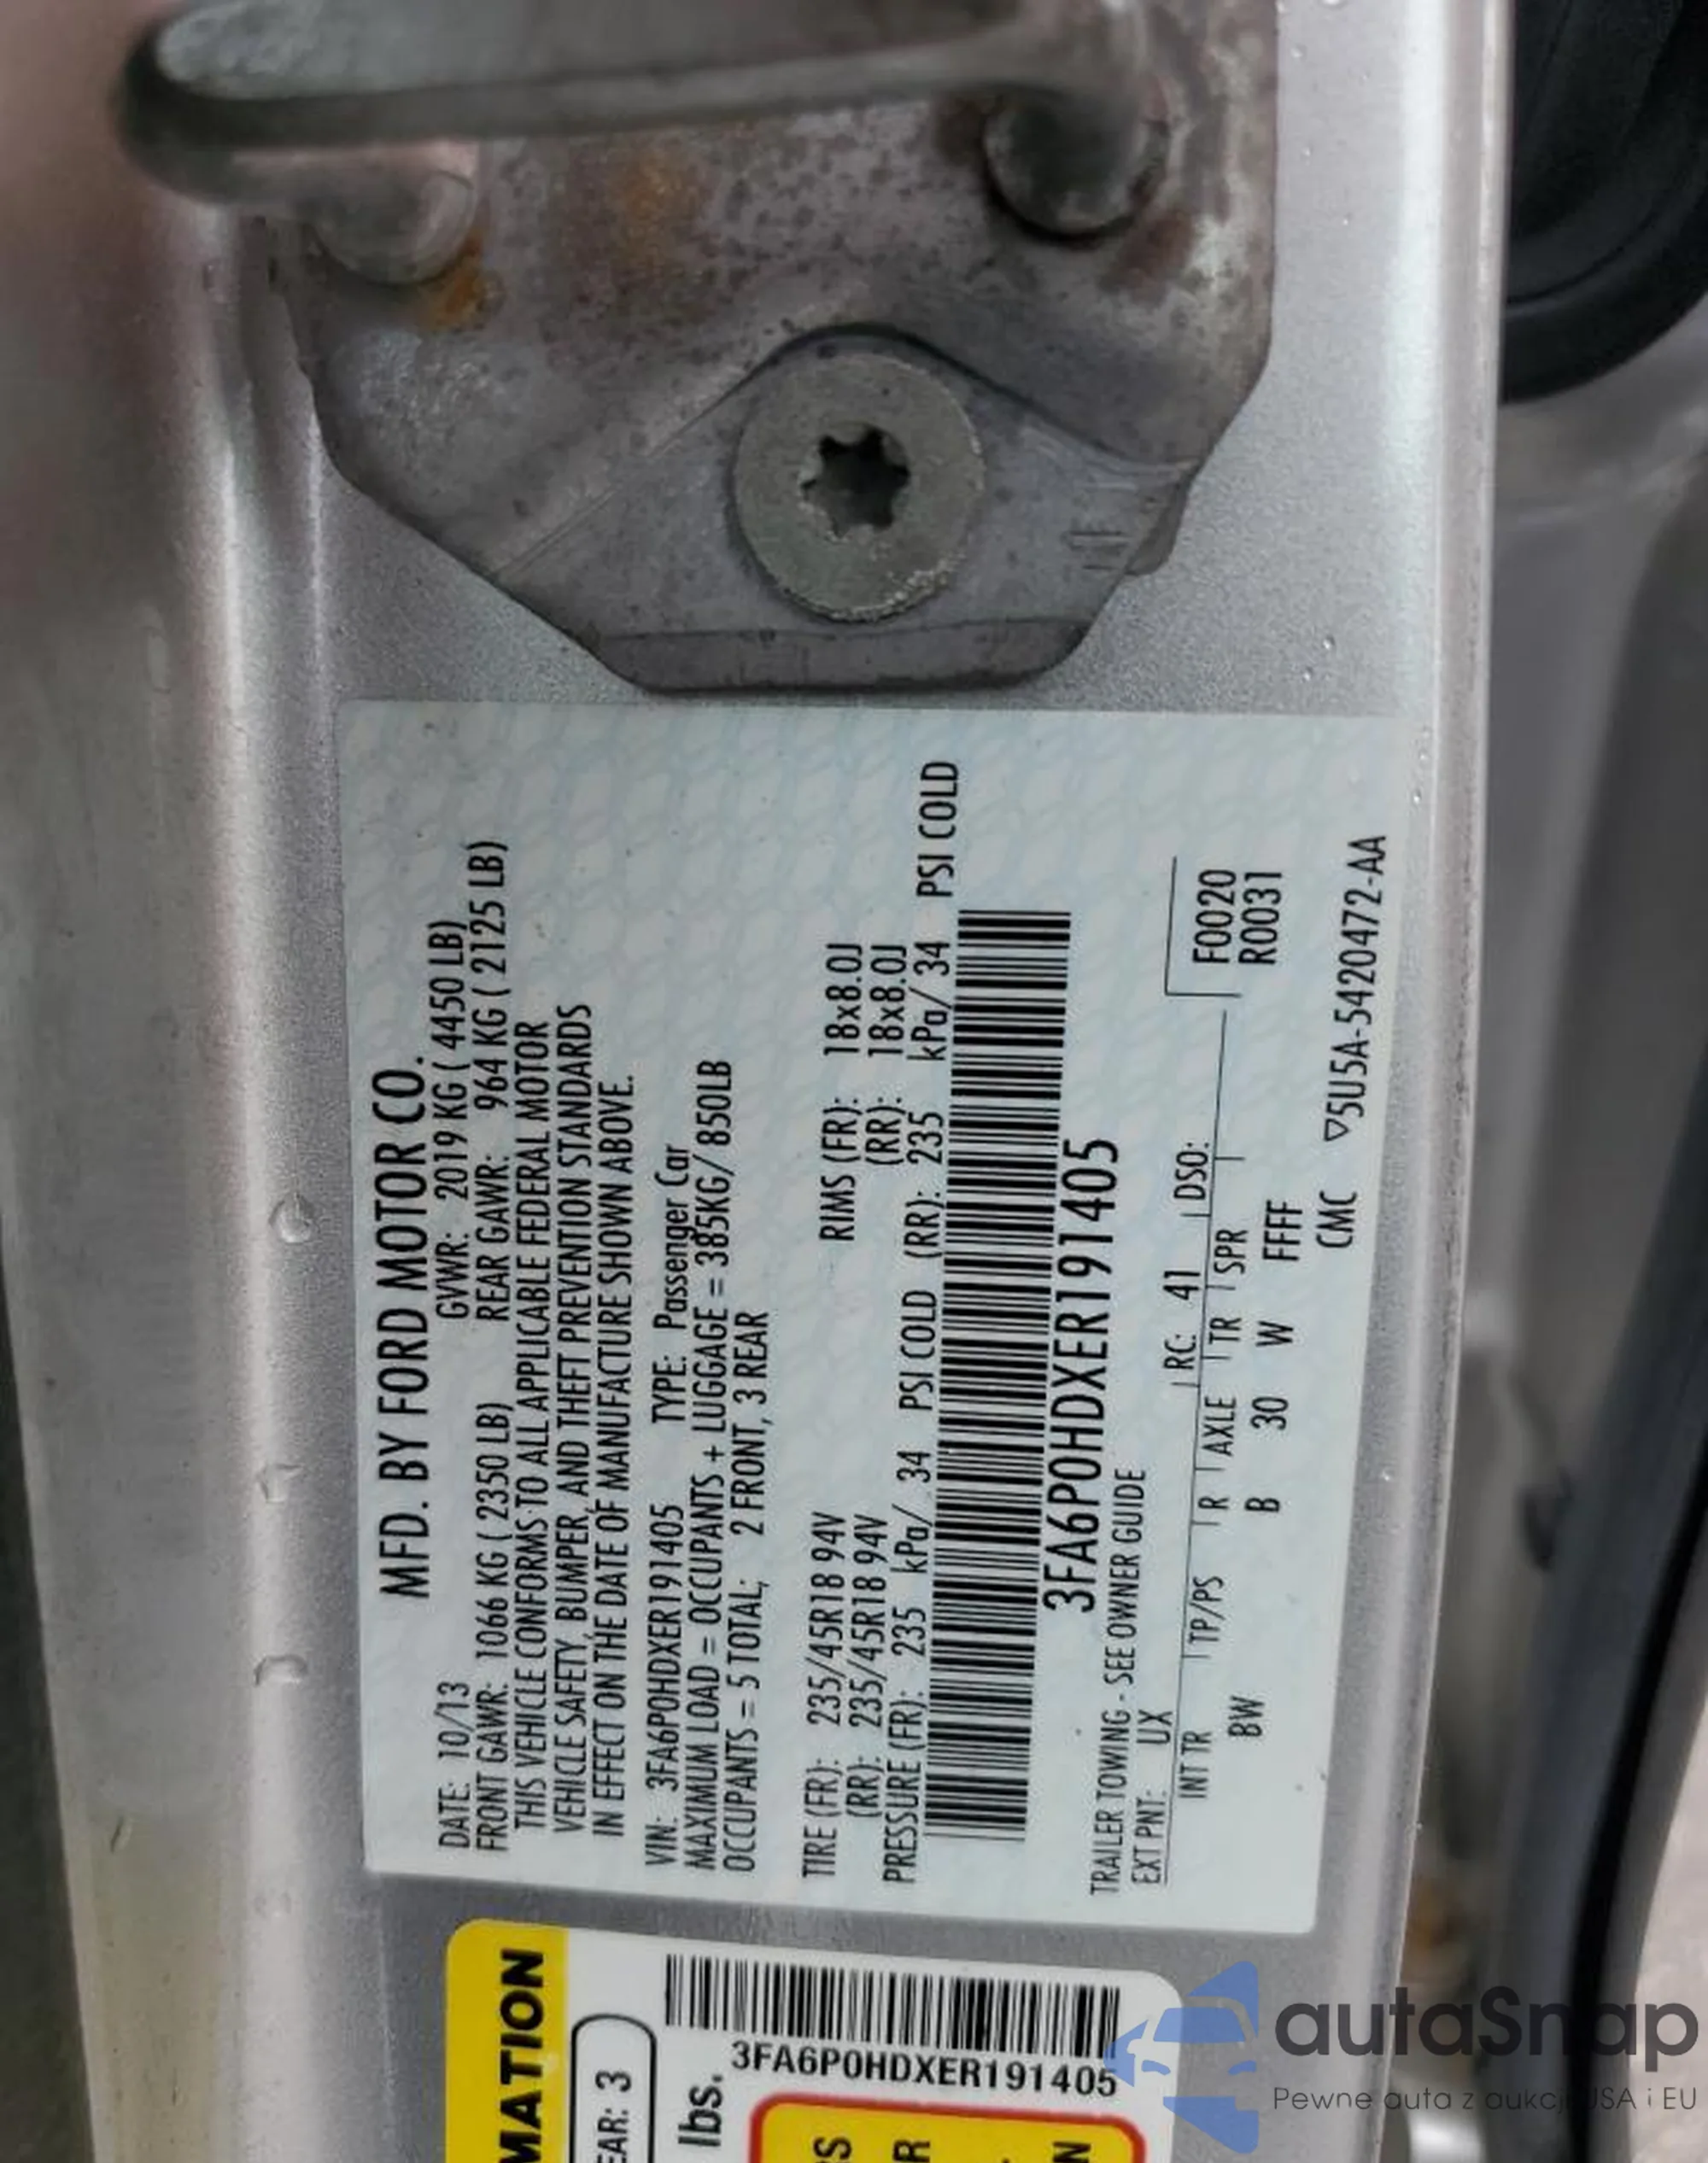 MFD. BY FORD MOTOR CO.
DATE: 10/13 GVWR: 2019 KG ( 4450 LB)
FRONT GAWR: 1066 KG ( 2350 LB) REAR GAWR: 964 KG ( 2125 LB)
THIS VEHICLE CONFORMS TO ALL APPLICABLE FEDERAL MOTOR
VEHICLE SAFETY, BUMPER, AND THEFT PREVENTION STANDARDS
IN EFFECT ON THE DATE OF MANUFACTURE SHOWN ABOVE.
VIN: 3FA6P0HDXER191405 TYPE: Passenger Car
MAXIMUM LOAD = OCCUPANTS + LUGGAGE = 385KG/ 850LB
OCCUPANTS = 5 TOTAL; 2 FRONT, 3 REAR
TIRE (FR): 235/45R18 94V RIMS (FR): 18x8.0J
(RR): 235/45R18 94V (RR): 18x8.0J
PRESSURE (FR): 235 kPa/ 34 PSI COLD (RR): 235 kPa/ 34 PSI COLD
3FA6P0HDXER191405
TRAILER TOWING - SEE OWNER GUIDE
EXT PNT: UX RC: 41 DSO:
INT TR TP/PS R AXLE TR SPR
F0020
R0031
BW B 30 W FFFF
CMC ▽5U5A-5420472-AA
MATION
EAR: 3
lbs.
3FA6P0HDXER191405
S
R
N
autaSnap
Pewne auta z aukcji USA i EU